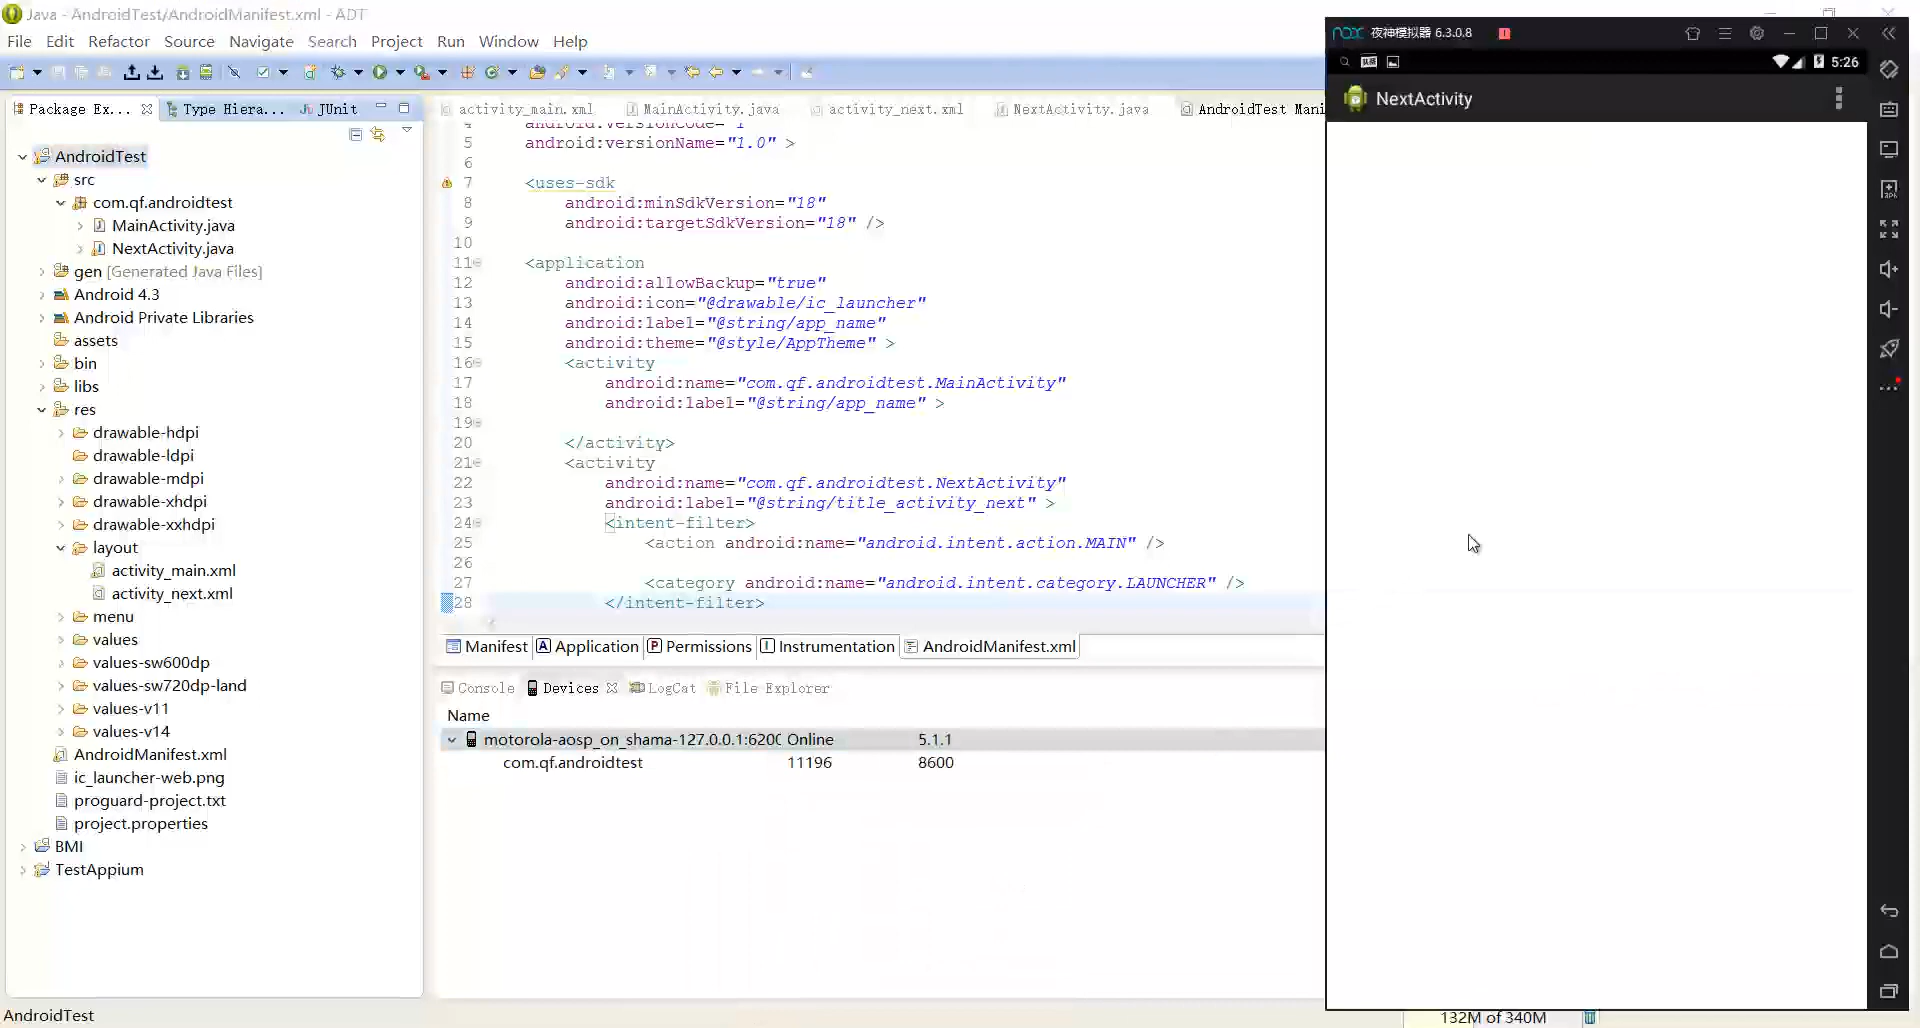 Java - AndroidTest/AndroidManifest.xml - ADT
File Edit Refactor Source Navigate Search Project Run Window Help
Package Ex... Type Hiera... JUnit
AndroidTest
src
com.qf.androidtest
MainActivity.java
NextActivity.java
gen [Generated Java Files]
Android 4.3
Android Private Libraries
assets
bin
libs
res
drawable-hdpi
drawable-ldpi
drawable-mdpi
drawable-xhdpi
drawable-xxhdpi
layout
activity_main.xml
activity_next.xml
menu
values
values-sw600dp
values-sw720dp-land
values-v11
values-v14
AndroidManifest.xml
ic_launcher-web.png
proguard-project.txt
project.properties
BMI
TestAppium
activity_main.xml MainActivity.java activity_next.xml NextActivity.java AndroidTest Mani
4 android:versionCode="1"
5 android:versionName="1.0" >
6
7 <uses-sdk
8 android:minSdkVersion="18"
9 android:targetSdkVersion="18" />
10
11 <application
12 android:allowBackup="true"
13 android:icon="@drawable/ic_launcher"
14 android:label="@string/app_name"
15 android:theme="@style/AppTheme" >
16 <activity
17 android:name="com.qf.androidtest.MainActivity"
18 android:label="@string/app_name" >
19
20 </activity>
21 <activity
22 android:name="com.qf.androidtest.NextActivity"
23 android:label="@string/title_activity_next" >
24 <intent-filter>
25 <action android:name="android.intent.action.MAIN" />
26
27 <category android:name="android.intent.category.LAUNCHER" />
28 </intent-filter>
Manifest A Application P Permissions I Instrumentation AndroidManifest.xml
Console Devices LogCat File Explorer
Name
motorola-aosp_on_shama-127.0.0.1:6200 Online 5.1.1
com.qf.androidtest 11196 8600
nox 夜神模拟器 6.3.0.8
5:26
NextActivity
AndroidTest
132M of 340M